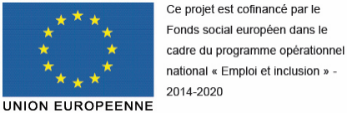 Ce projet est cofinancé par le
Fonds social européen dans le
cadre du programme opérationnel
national « Emploi et inclusion » -
2014-2020
UNION EUROPEENNE